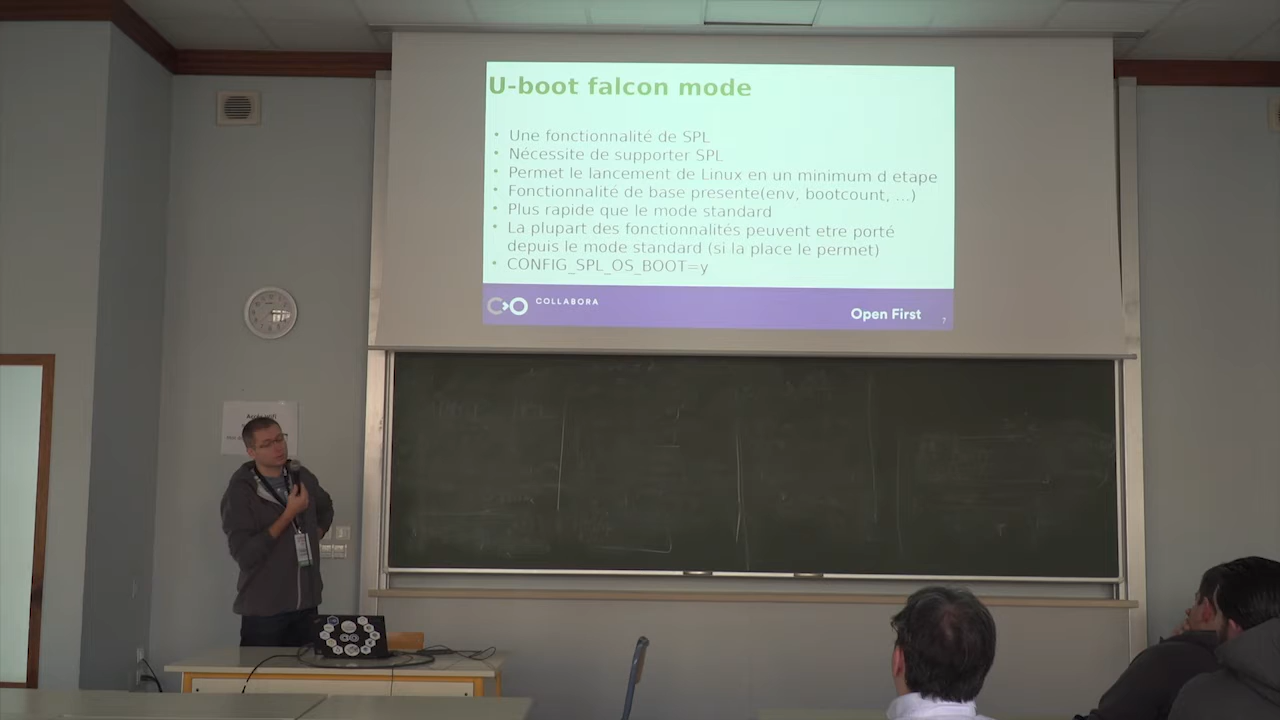 U-boot falcon mode
• Une fonctionnalité de SPL
• Nécessite de supporter SPL
• Permet le lancement de Linux en un minimum d etape
• Fonctionnalité de base presente(env, bootcount, ...)
• Plus rapide que le mode standard
• La plupart des fonctionnalités peuvent etre porté
depuis le mode standard (si la place le permet)
• CONFIG_SPL_OS_BOOT=y
COLLABORA
Open First
7